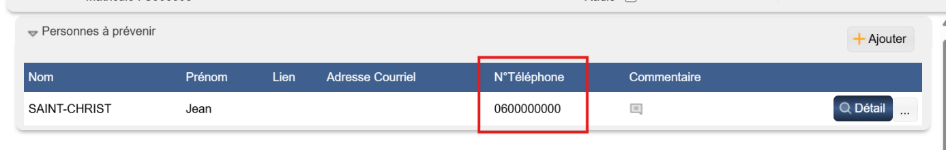 Personnes à prévenir
+ Ajouter
Nom Prénom Lien Adresse Courriel N°Téléphone Commentaire
SAINT-CHRIST Jean 0600000000 Détail ...